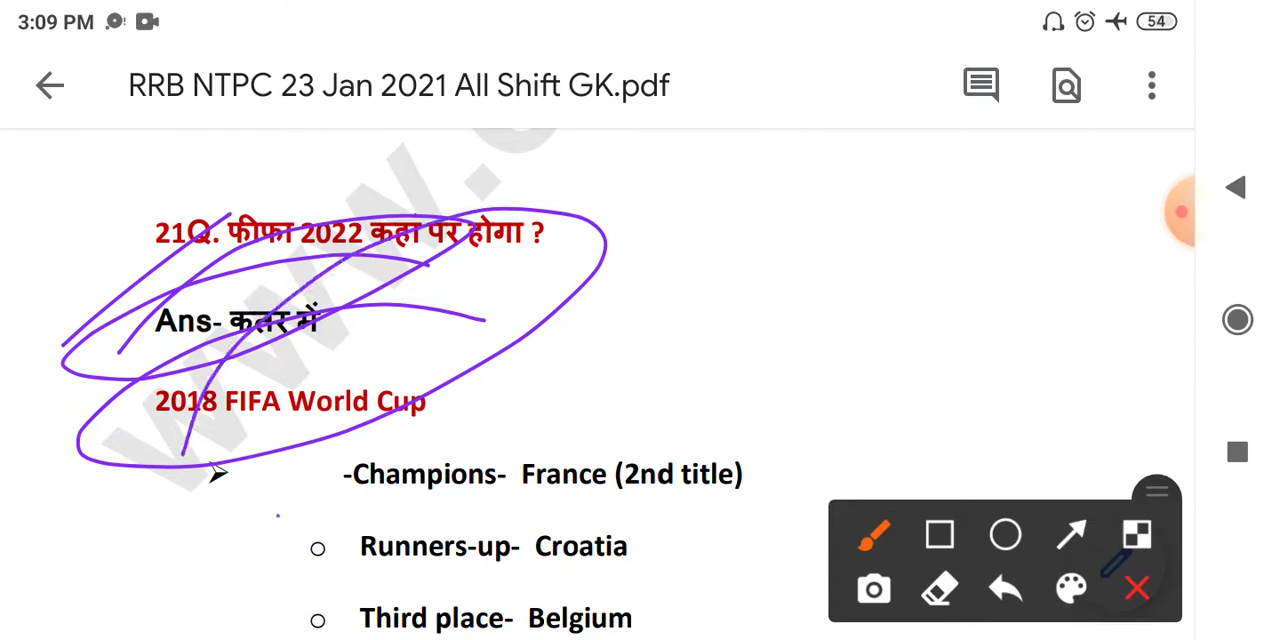 3:09 PM
54
RRB NTPC 23 Jan 2021 All Shift GK.pdf
21Q. फीफा 2022 कहा पर होगा ?
Ans- कतर में
2018 FIFA World Cup
-Champions- France (2nd title)
Runners-up- Croatia
Third place- Belgium
www.